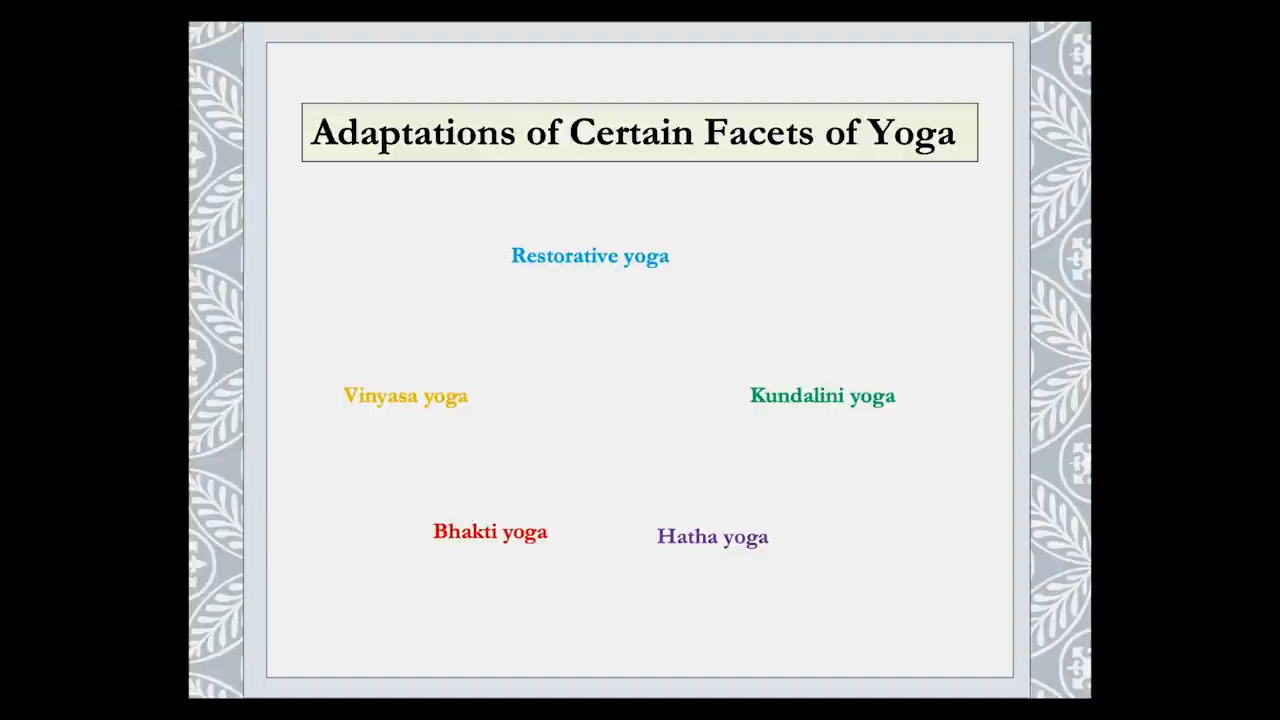 Adaptations of Certain Facets of Yoga
Restorative yoga
Vinyasa yoga
Kundalini yoga
Bhakti yoga
Hatha yoga